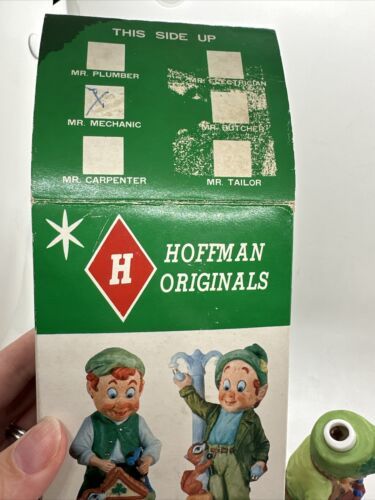 THIS SIDE UP
MR. PLUMBER
MR. ELECTRICIAN
X
MR. MECHANIC
MR. BUTCHER
MR. CARPENTER
MR. TAILOR
H
HOFFMAN
ORIGINALS